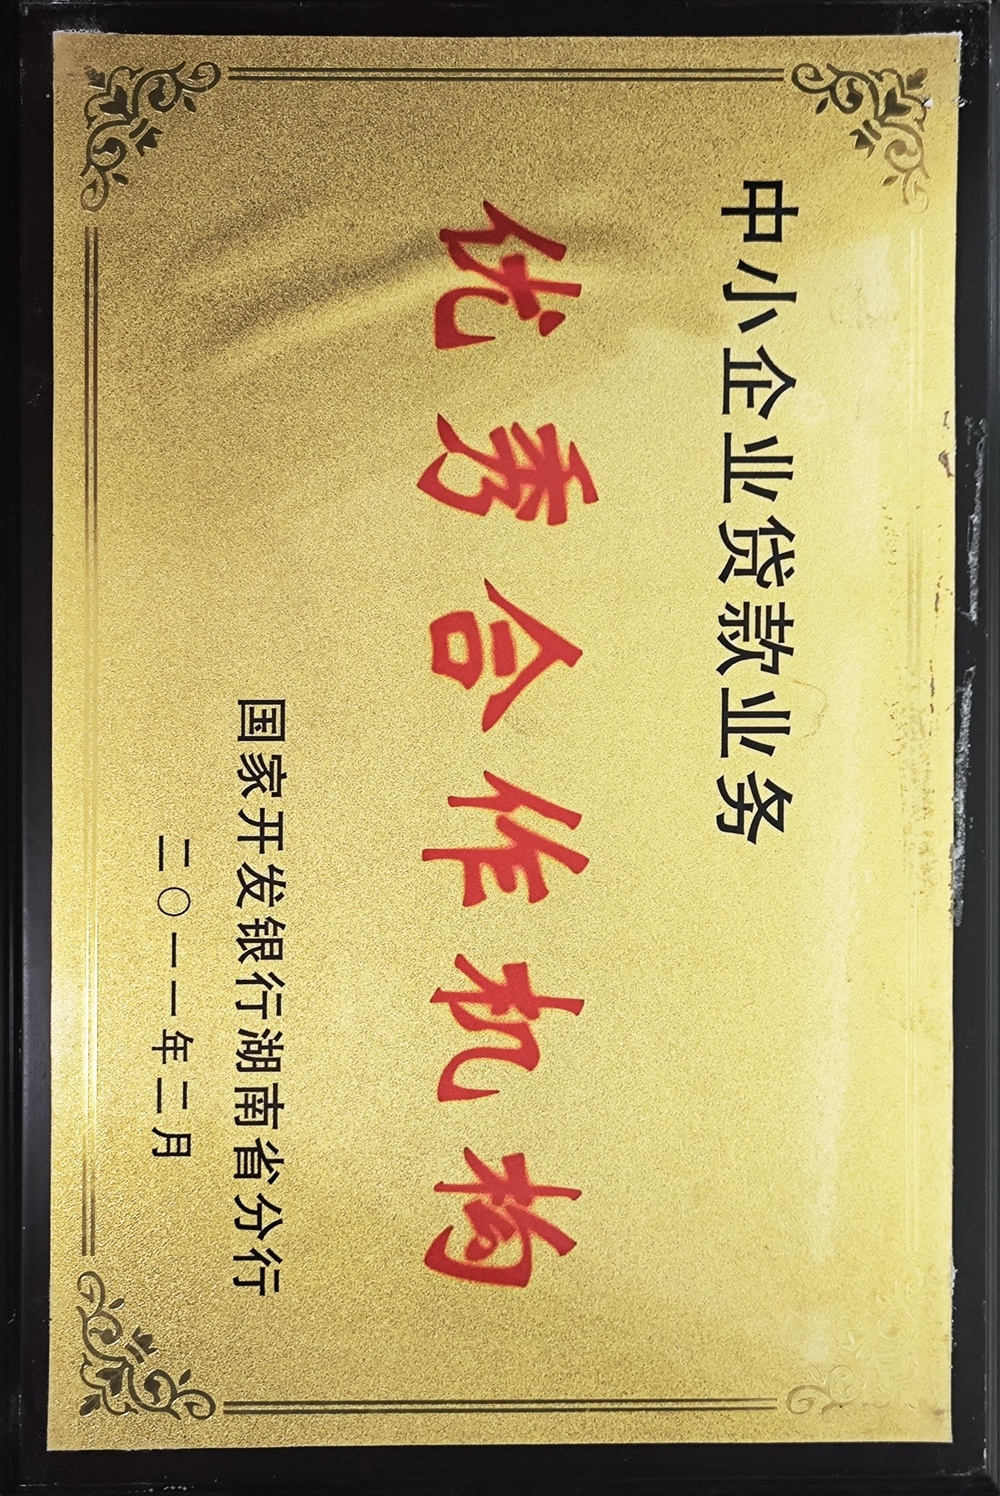 中小企业贷款业务
优秀合作机构
国家开发银行湖南省分行
二〇一一年二月